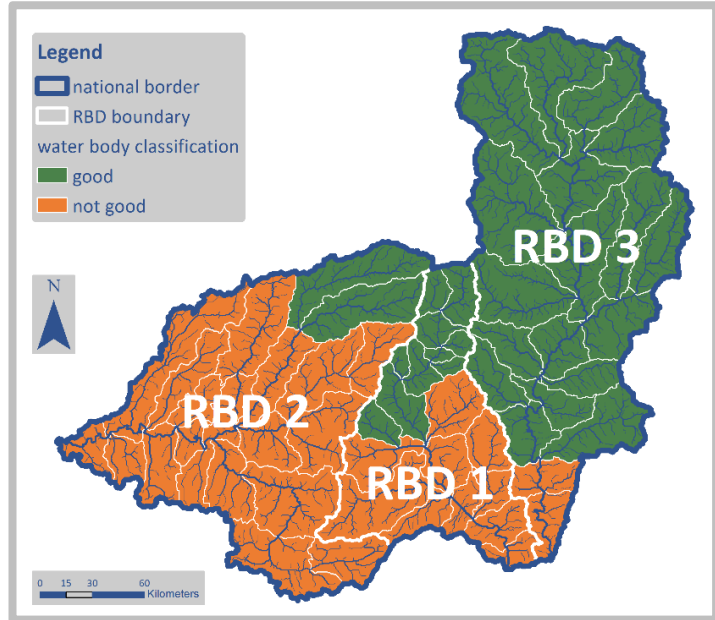 Legend
national border
RBD boundary
water body classification
good
not good
N
RBD 3
RBD 2
RBD 1
0 15 30 60
Kilometers